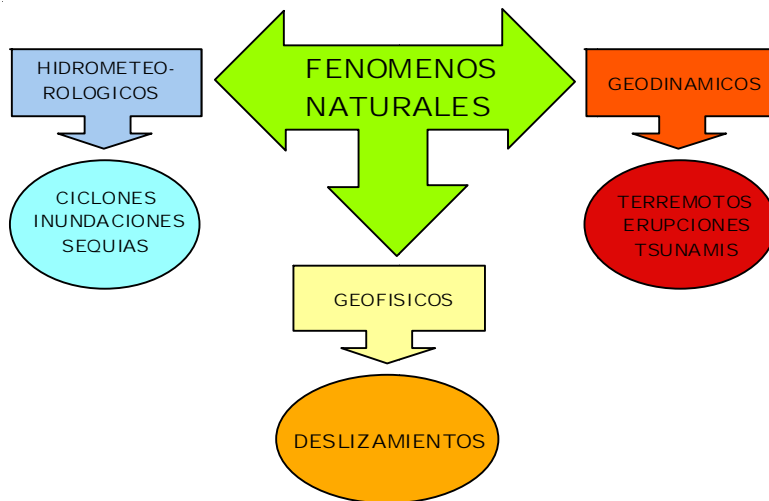 FENOMENOS
NATURALES
HIDROMETEO-
ROLOGICOS
CICLONES
INUNDACIONES
SEQUIAS
GEOFISICOS
DESLIZAMIENTOS
GEODINAMICOS
TERREMOTOS
ERUPCIONES
TSUNAMIS